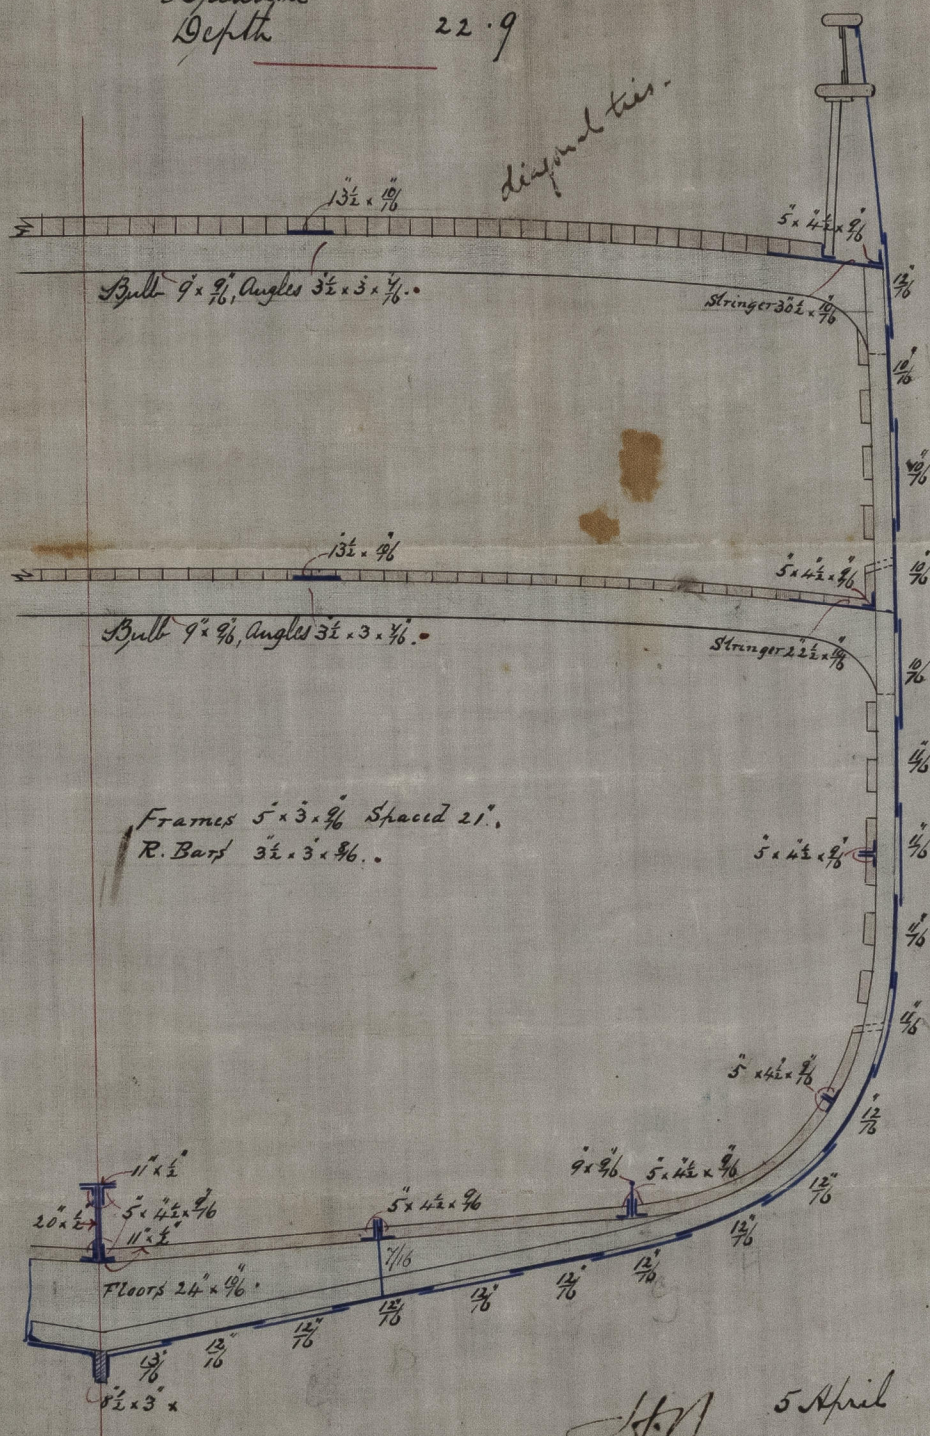 Depth 22.9
diagonal ties.
13½" × 10/16"
5" × 4½" × 9/16"
Bulb 9" × 9/16", Angles 3½" × 3" × 7/16".
Stringer 30½" × 10/16"
12/16"
10/16"
10/16"
13½" × 10/16"
5" × 4½" × 9/16"
10/16"
Bulb 9" × 9/16", Angles 3½" × 3 × 7/16".
Stringer 22½" × 10/16"
10/16"
11/16"
Frames 5" × 3" × 9/16" Spaced 21".
R. Bars 3½" × 3" × 8/16".
5" × 4½" × 9/16"
11/16"
11/16"
11/16"
5" × 4½" × 9/16"
12/16"
11" × ½"
9" × 9/16"
5" × 4½" × 9/16"
12/16"
20" × ½"
5" × 4½" × 9/16"
5" × 4½" × 9/16
11" × ½"
7/16
12/16"
Floors 24" × 10/16".
13/16" 12/16" 12/16" 12/16" 12/16" 12/16" 12/16"
8½" × 3" ×
5 April